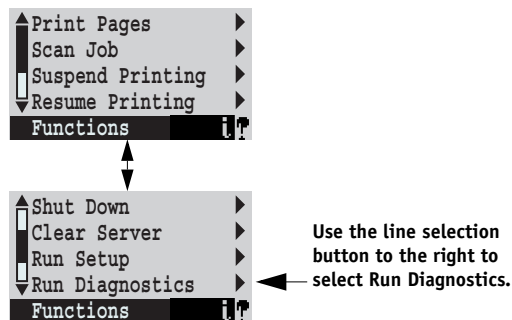 Print Pages
Scan Job
Suspend Printing
Resume Printing
Functions
Shut Down
Clear Server
Run Setup
Run Diagnostics
Functions
Use the line selection
button to the right to
select Run Diagnostics.